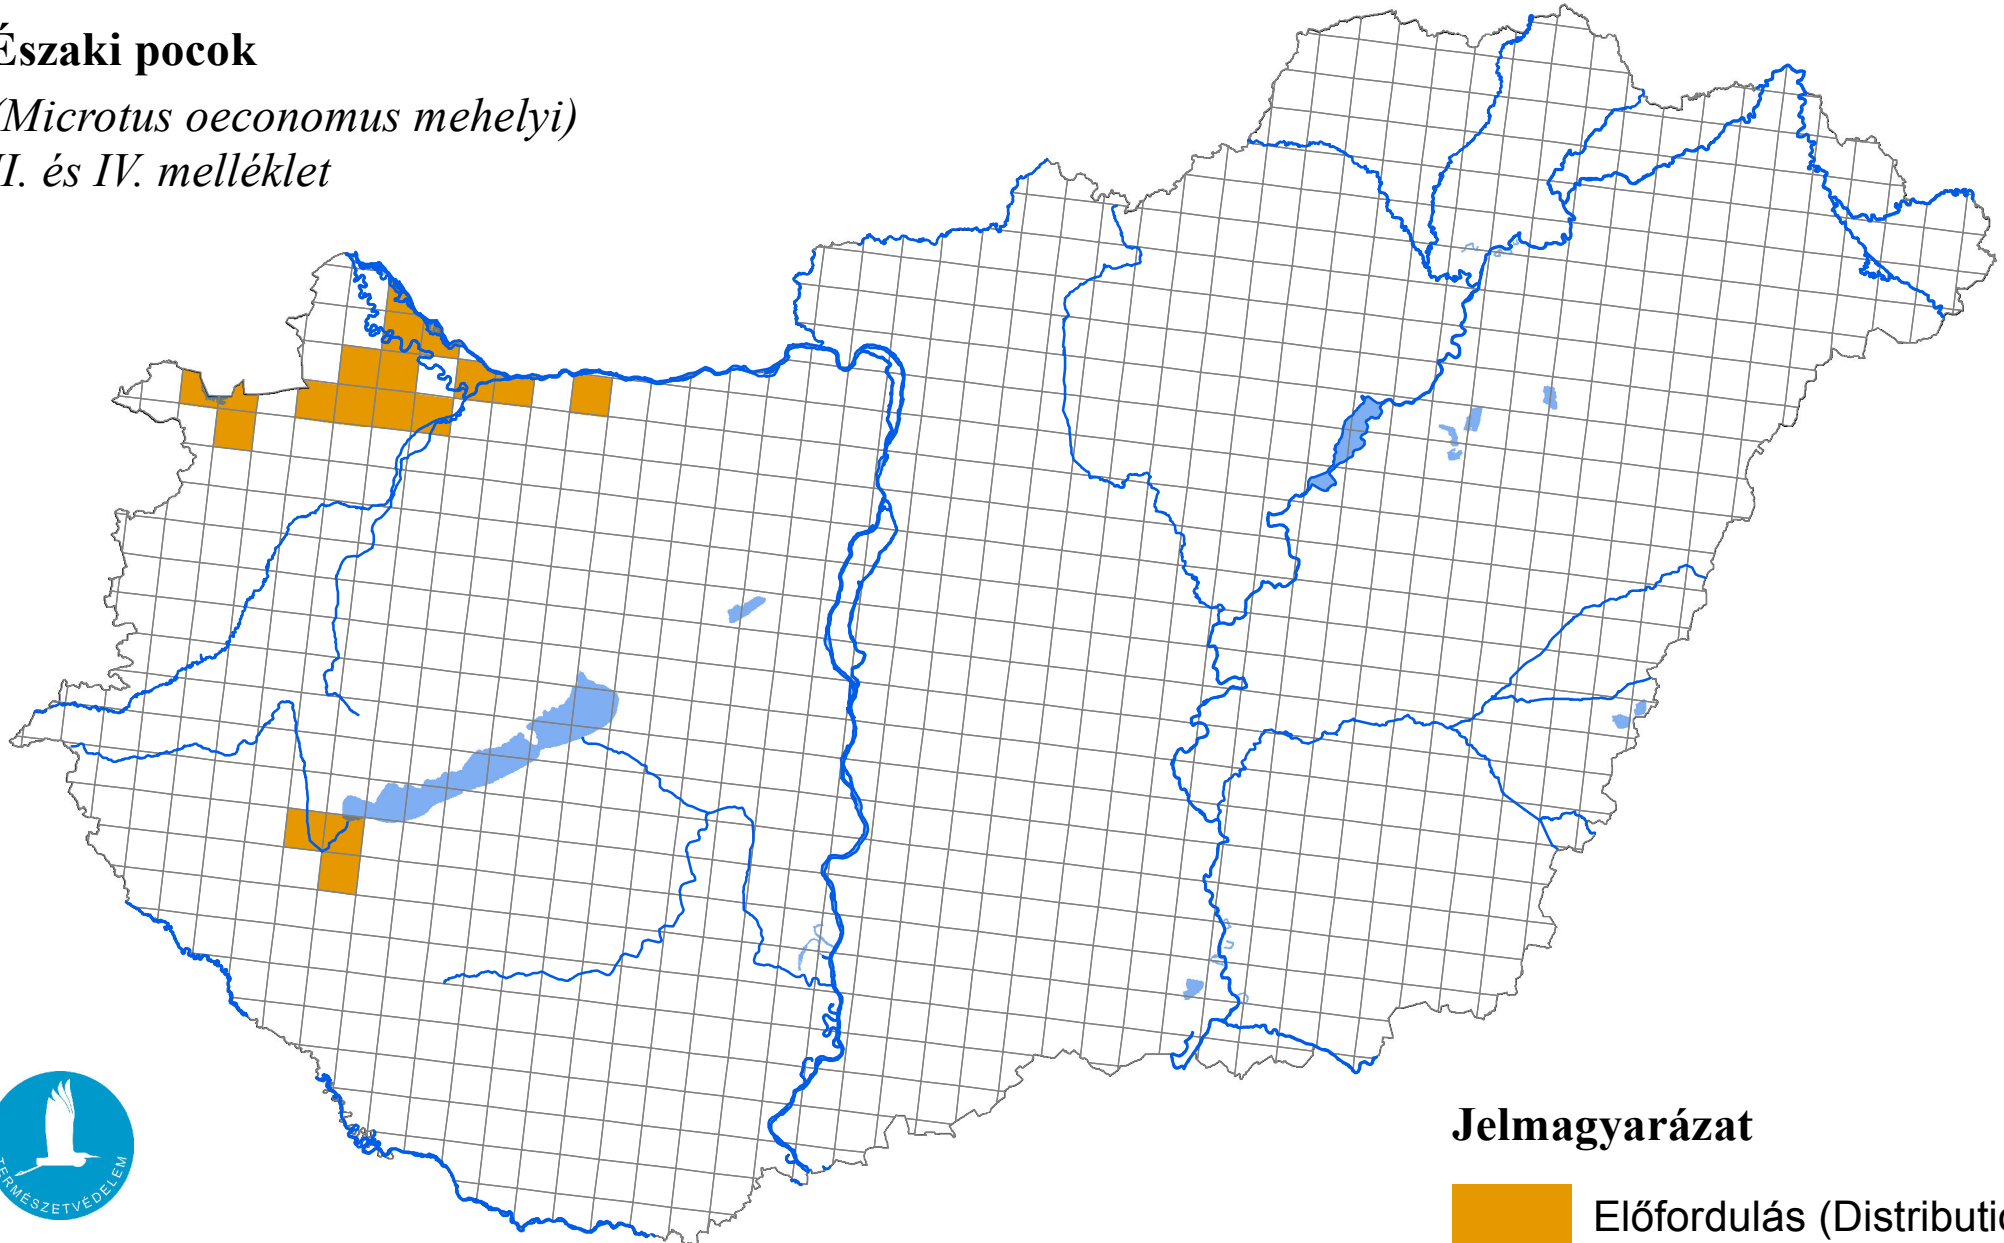 Északi pocok
(Microtus oeconomus mehelyi)
II. és IV. melléklet
TERMÉSZETVÉDELEM
Jelmagyarázat
Előfordulás (Distributio